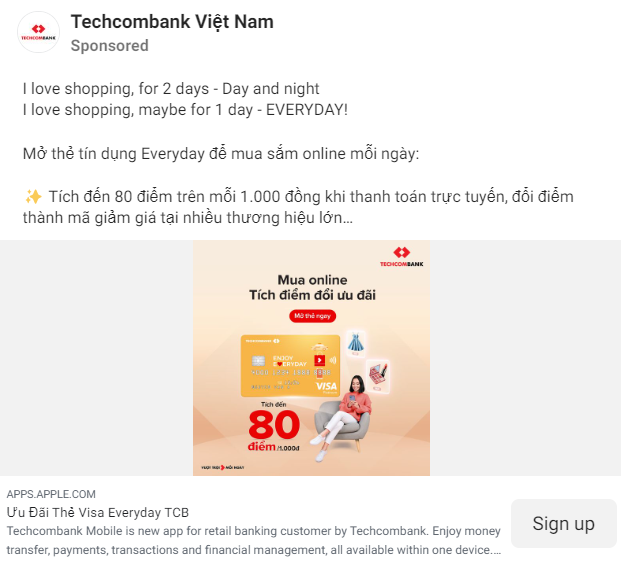 TECHCOMBANK
Techcombank Việt Nam
Sponsored
I love shopping, for 2 days - Day and night
I love shopping, maybe for 1 day - EVERYDAY!
Mở thẻ tín dụng Everyday để mua sắm online mỗi ngày:
✨ Tích đến 80 điểm trên mỗi 1.000 đồng khi thanh toán trực tuyến, đổi điểm
thành mã giảm giá tại nhiều thương hiệu lớn...
TECHCOMBANK
Mua online
Tích điểm đổi ưu đãi
Mở thẻ ngay
TECHCOMBANK
ENJOY
EVERYDAY
VISA
Tích đến
80
điểm /1.000đ
VƯỢT TRỘI MỖI NGÀY
APPS.APPLE.COM
Ưu Đãi Thẻ Visa Everyday TCB
Techcombank Mobile is new app for retail banking customer by Techcombank. Enjoy money
transfer, payments, transactions and financial management, all available within one device....
Sign up